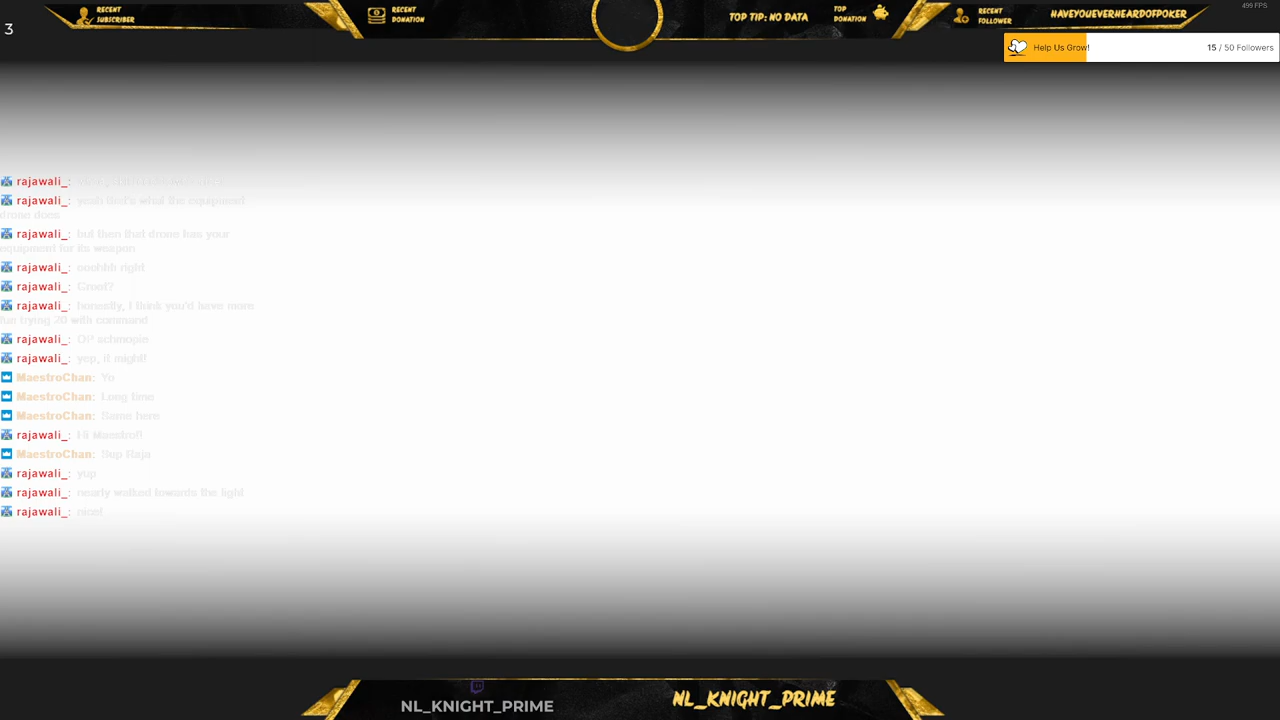 RECENT
SUBSCRIBER
RECENT
DONATION
TOP TIP: NO DATA
TOP
DONATION
RECENT
FOLLOWER
HAVEYOUEVERHEARDOFPOKER
499 FPS
3
Help Us Grow!
15 / 50 Followers
rajawali_:
rajawali_: yeah that's what the equipment
drone does
rajawali_: but then that drone has your
equipment for its weapon
rajawali_: ooohhh right
rajawali_: Groot?
rajawali_: honestly, I think you'd have more
fun trying 20 with command
rajawali_: OP schmopie
rajawali_: yep, it might!
MaestroChan: Yo
MaestroChan: Long time
MaestroChan: Same here
rajawali_: Hi Maestro!!
MaestroChan: Sup Raja
rajawali_: yup
rajawali_: nearly walked towards the light
rajawali_: nice!
NL_KNIGHT_PRIME
NL_KNIGHT_PRIME